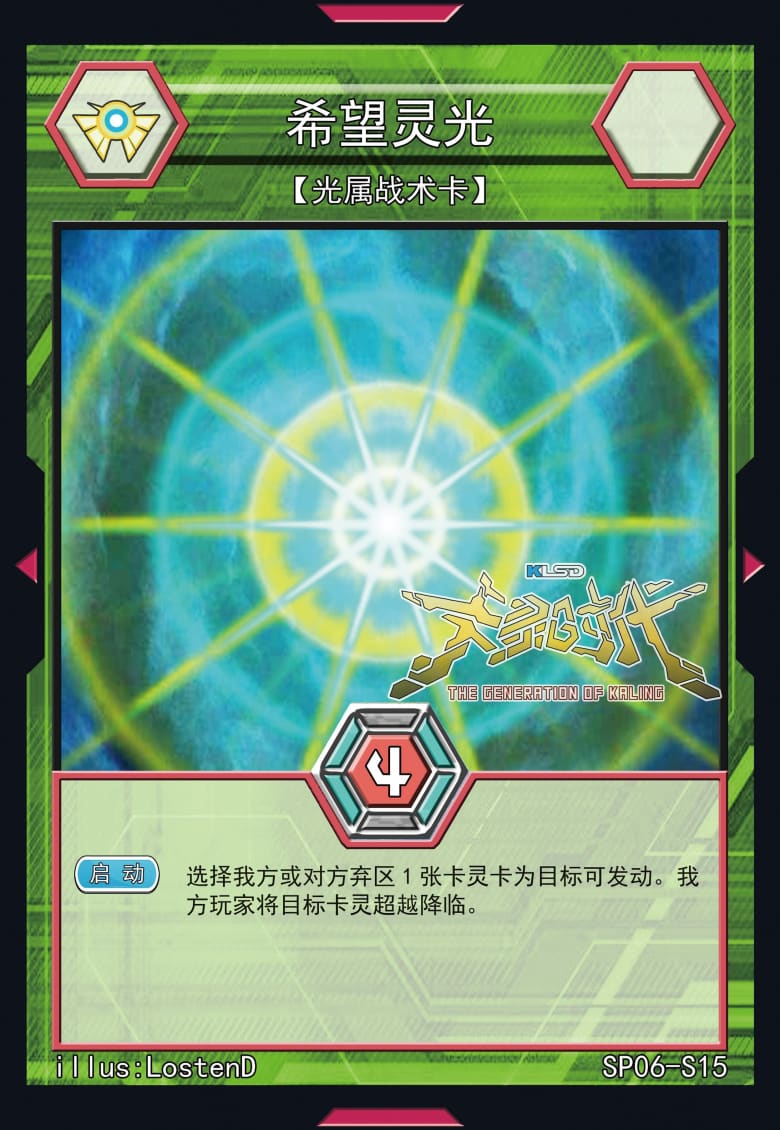 希望灵光
【光属战术卡】
KLSD
卡灵时代
THE GENERATION OF KALING
4
启动
选择我方或对方弃区1张卡灵卡为目标可发动。我
方玩家将目标卡灵超越降临。
illus:LostenD
SP06-S15